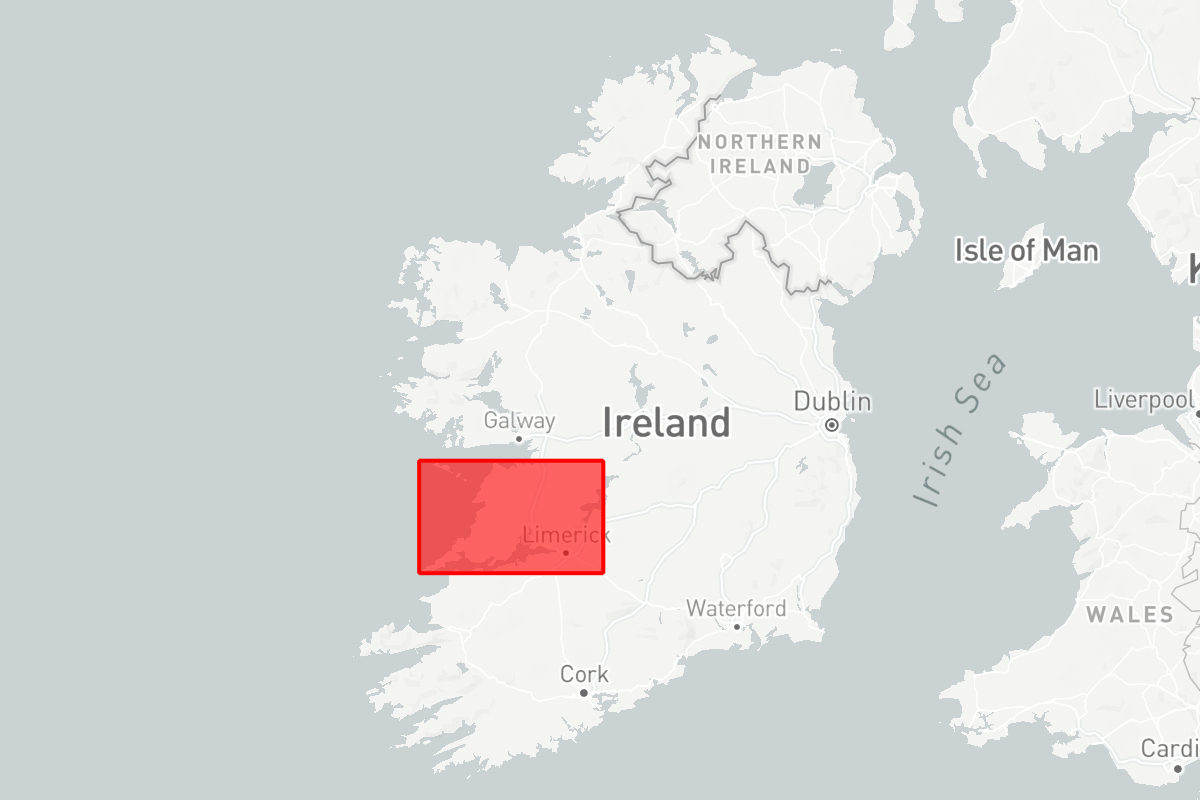 NORTHERN
IRELAND
Isle of Man
Irish Sea
Liverpool
Dublin
Galway
Ireland
Limerick
Waterford
WALES
Cork
Cardi
K